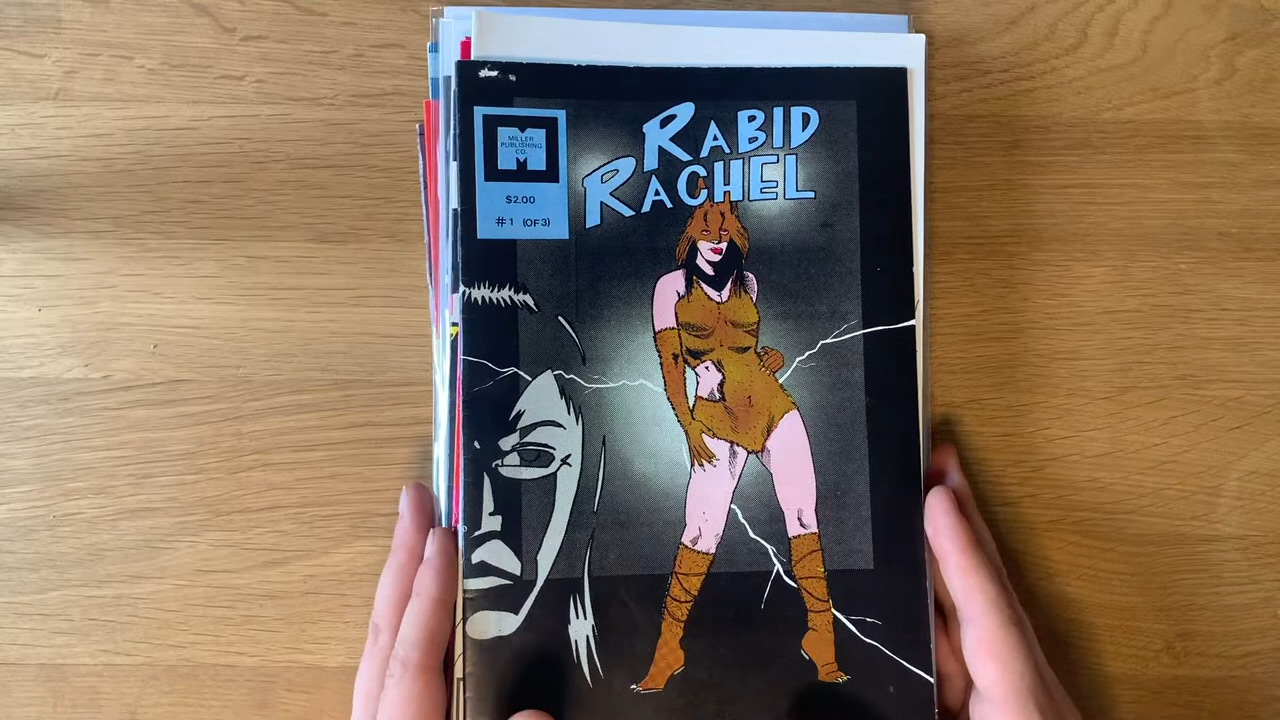 MILLER
PUBLISHING
CO.
$2.00
#1 (OF 3)
RABID
RACHEL